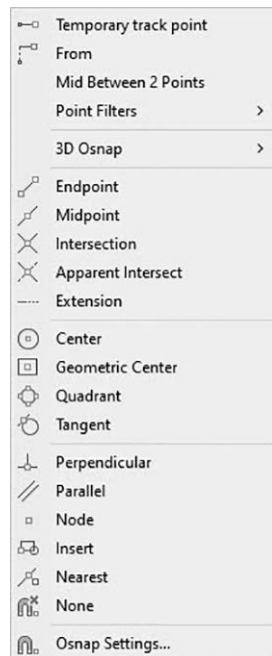 Temporary track point
From
Mid Between 2 Points
Point Filters
3D Osnap
Endpoint
Midpoint
Intersection
Apparent Intersect
Extension
Center
Geometric Center
Quadrant
Tangent
Perpendicular
Parallel
Node
Insert
Nearest
None
Osnap Settings...